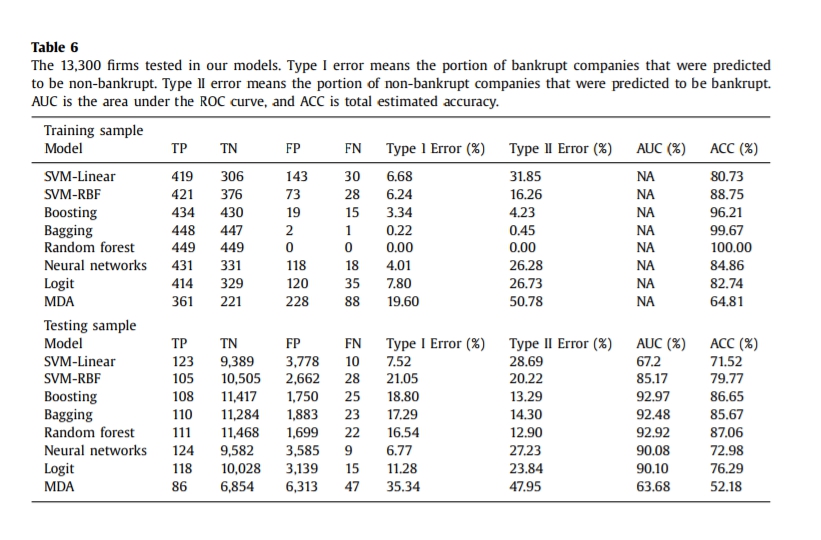 Table 6
The 13,300 firms tested in our models. Type I error means the portion of bankrupt companies that were predicted
to be non-bankrupt. Type II error means the portion of non-bankrupt companies that were predicted to be bankrupt.
AUC is the area under the ROC curve, and ACC is total estimated accuracy.
Training sample
Model TP TN FP FN Type 1 Error (%) Type II Error (%) AUC (%) ACC (%)
SVM-Linear 419 306 143 30 6.68 31.85 NA 80.73
SVM-RBF 421 376 73 28 6.24 16.26 NA 88.75
Boosting 434 430 19 15 3.34 4.23 NA 96.21
Bagging 448 447 2 1 0.22 0.45 NA 99.67
Random forest 449 449 0 0 0.00 0.00 NA 100.00
Neural networks 431 331 118 18 4.01 26.28 NA 84.86
Logit 414 329 120 35 7.80 26.73 NA 82.74
MDA 361 221 228 88 19.60 50.78 NA 64.81
Testing sample
Model TP TN FP FN Type I Error (%) Type II Error (%) AUC (%) ACC (%)
SVM-Linear 123 9,389 3,778 10 7.52 28.69 67.2 71.52
SVM-RBF 105 10,505 2,662 28 21.05 20.22 85.17 79.77
Boosting 108 11,417 1,750 25 18.80 13.29 92.97 86.65
Bagging 110 11,284 1,883 23 17.29 14.30 92.48 85.67
Random forest 111 11,468 1,699 22 16.54 12.90 92.92 87.06
Neural networks 124 9,582 3,585 9 6.77 27.23 90.08 72.98
Logit 118 10,028 3,139 15 11.28 23.84 90.10 76.29
MDA 86 6,854 6,313 47 35.34 47.95 63.68 52.18